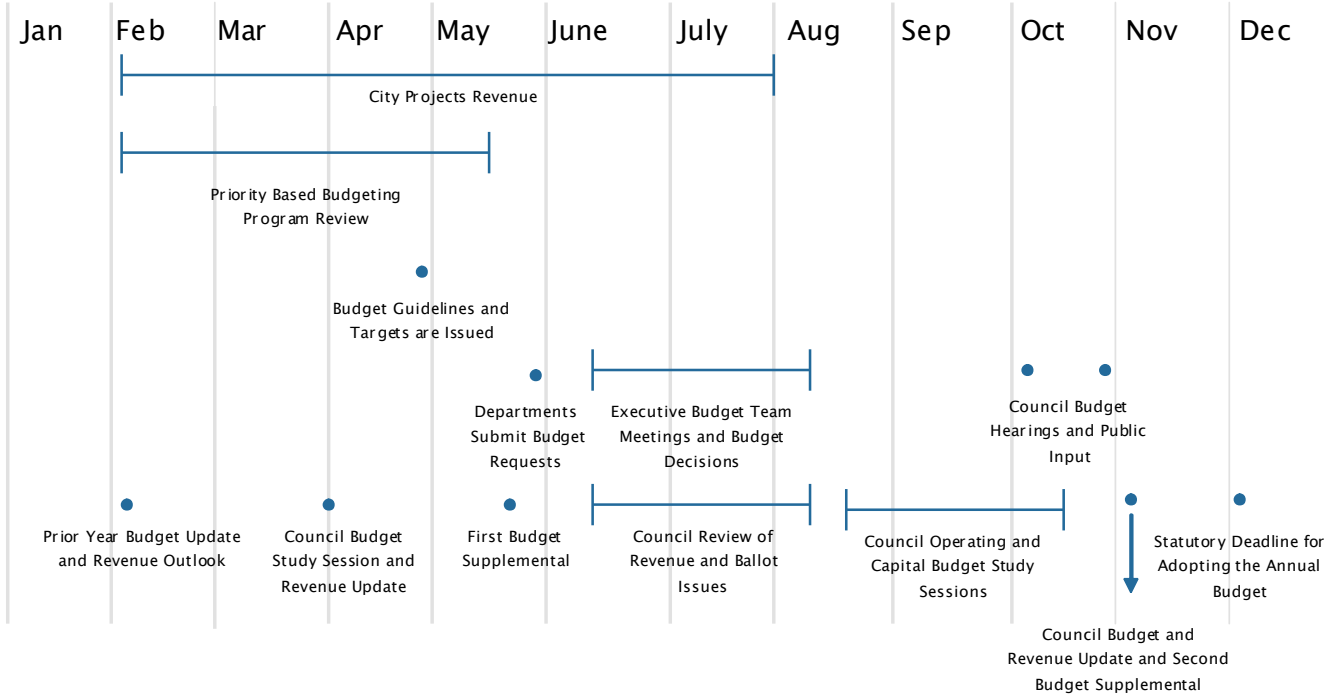 Jan Feb Mar Apr May June July Aug Sep Oct Nov Dec
City Projects Revenue
Priority Based Budgeting
Program Review
Budget Guidelines and
Targets are Issued
Departments
Submit Budget
Requests
Executive Budget Team
Meetings and Budget
Decisions
Council Budget
Hearings and Public
Input
Prior Year Budget Update
and Revenue Outlook
Council Budget
Study Session and
Revenue Update
First Budget
Supplemental
Council Review of
Revenue and Ballot
Issues
Council Operating and
Capital Budget Study
Sessions
Statutory Deadline for
Adopting the Annual
Budget
Council Budget and
Revenue Update and Second
Budget Supplemental